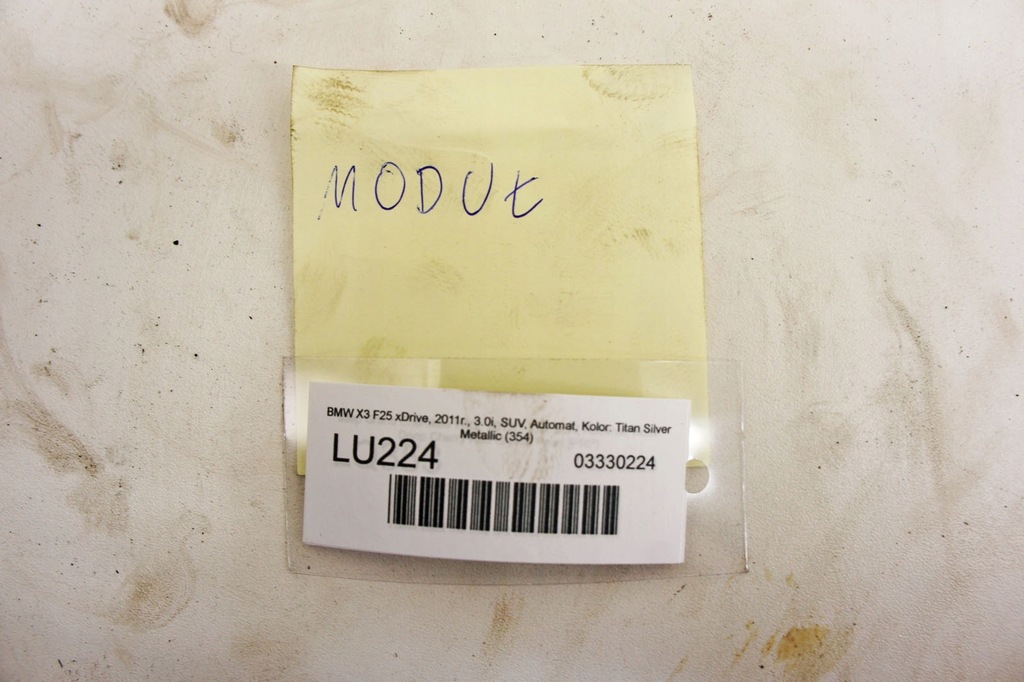 MODUŁ
BMW X3 F25 xDrive, 2011r., 3.0i, SUV, Automat, Kolor: Titan Silver
Metallic (354)
LU224 03330224